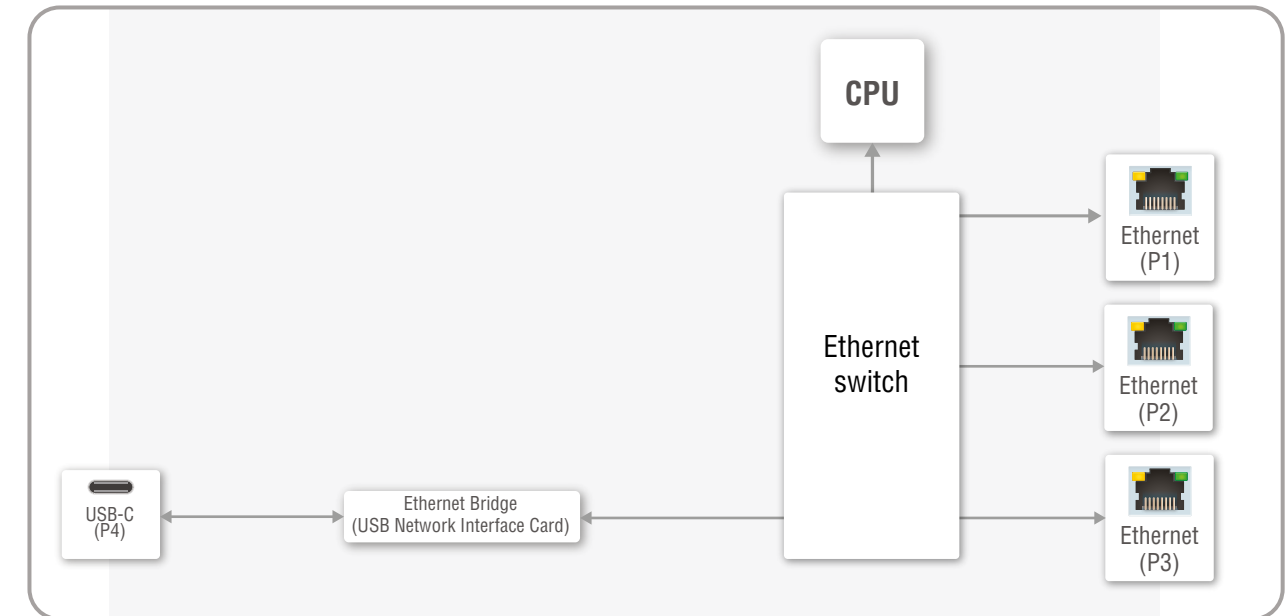 CPU
Ethernet
(P1)
Ethernet
switch
Ethernet
(P2)
USB-C
(P4)
Ethernet Bridge
(USB Network Interface Card)
Ethernet
(P3)